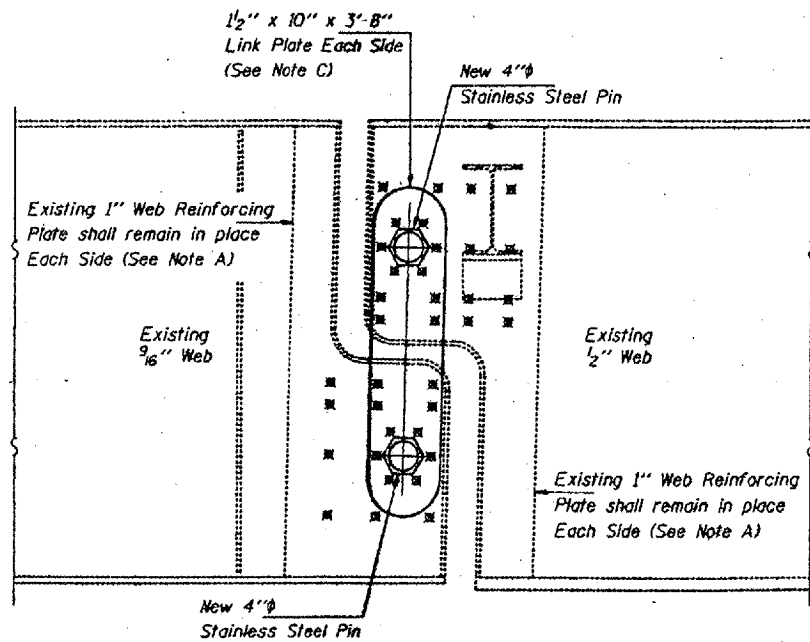 1½" x 10" x 3'-8"
Link Plate Each Side
(See Note C)
New 4"ϕ
Stainless Steel Pin
Existing 1" Web Reinforcing
Plate shall remain in place
Each Side (See Note A)
Existing
9/16" Web
Existing
½" Web
Existing 1" Web Reinforcing
Plate shall remain in place
Each Side (See Note A)
New 4"ϕ
Stainless Steel Pin